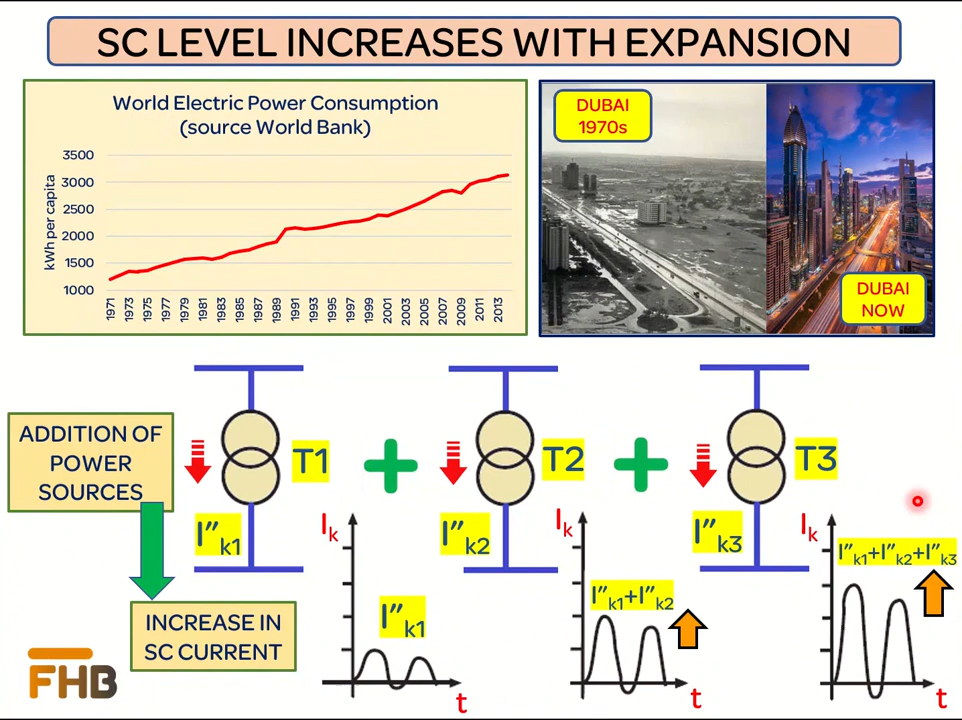 SC LEVEL INCREASES WITH EXPANSION
World Electric Power Consumption
(source World Bank)
kWh per capita
3500
3000
2500
2000
1500
1000
1971
1973
1975
1977
1979
1981
1983
1985
1987
1989
1991
1993
1995
1997
1999
2001
2003
2005
2007
2009
2011
2013
DUBAI
1970s
DUBAI
NOW
ADDITION OF
POWER
SOURCES
INCREASE IN
SC CURRENT
T1
T2
T3
I"k1
I"k2
I"k3
Ik
I"k1
t
Ik
I"k1+I"k2
t
Ik
I"k1+I"k2+I"k3
t
FHB